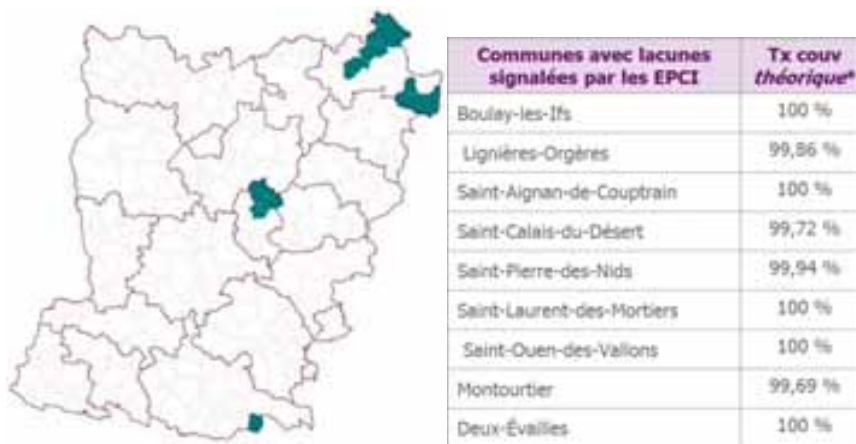 Communes avec lacunes Tx couv
signalées par les EPCI théorique*
Boulay-les-Ifs 100 %
Lignières-Orgères 99,86 %
Saint-Aignan-de-Couptrain 100 %
Saint-Calais-du-Désert 99,72 %
Saint-Pierre-des-Nids 99,94 %
Saint-Laurent-des-Mortiers 100 %
Saint-Ouen-des-Vallons 100 %
Montourtier 99,69 %
Deux-Évailles 100 %